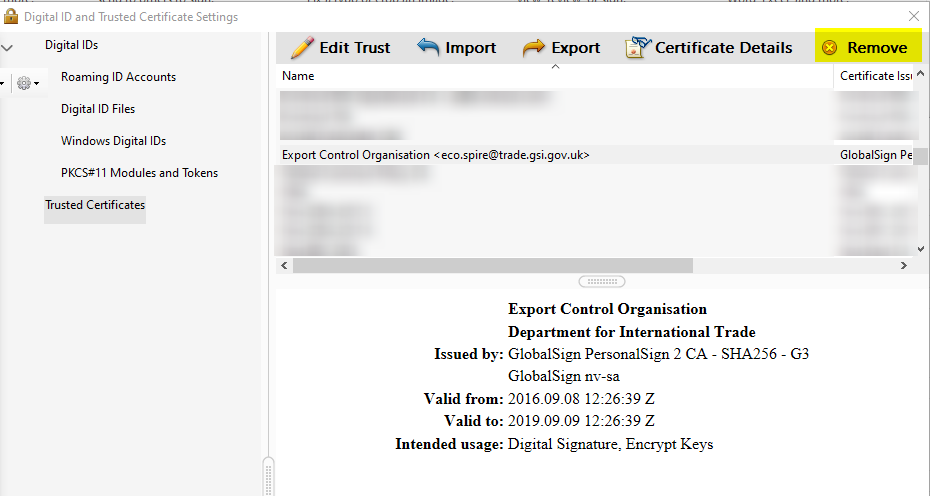 Digital ID and Trusted Certificate Settings
Digital IDs
Roaming ID Accounts
Digital ID Files
Windows Digital IDs
PKCS#11 Modules and Tokens
Trusted Certificates
Edit Trust Import Export Certificate Details Remove
Name Certificate Issu
Export Control Organisation <eco.spire@trade.gsi.gov.uk> GlobalSign Pe
Export Control Organisation
Department for International Trade
Issued by: GlobalSign PersonalSign 2 CA - SHA256 - G3
GlobalSign nv-sa
Valid from: 2016.09.08 12:26:39 Z
Valid to: 2019.09.09 12:26:39 Z
Intended usage: Digital Signature, Encrypt Keys